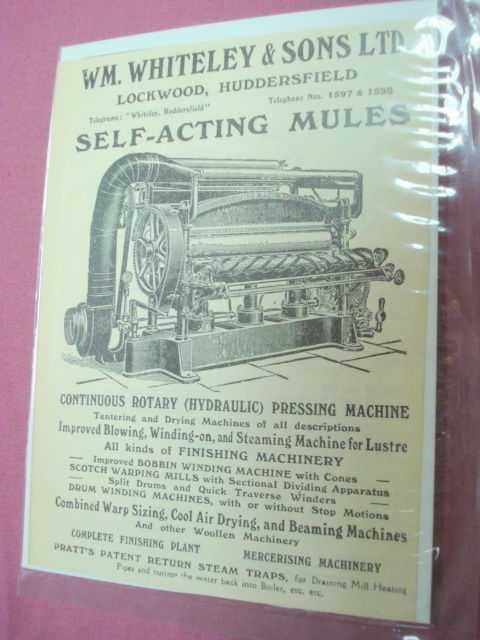 WM. WHITELEY & SONS LTD
LOCKWOOD, HUDDERSFIELD
Telegrams: "Whiteley, Huddersfield"
Telephone Nos. 1597 & 1598
SELF-ACTING MULES
CONTINUOUS ROTARY (HYDRAULIC) PRESSING MACHINE
Tentering and Drying Machines of all descriptions
Improved Blowing, Winding-on, and Steaming Machine for Lustre
All kinds of FINISHING MACHINERY
Improved BOBBIN WINDING MACHINE with Cones
SCOTCH WARPING MILLS with Sectional Dividing Apparatus
Split Drums and Quick Traverse Winders
DRUM WINDING MACHINES, with or without Stop Motions
Combined Warp Sizing, Cool Air Drying, and Beaming Machines
And other Woollen Machinery
COMPLETE FINISHING PLANT
MERCERISING MACHINERY
PRATT'S PATENT RETURN STEAM TRAPS, for Draining Mill Heating
Pipes and putting the water back into Boiler, etc. etc.